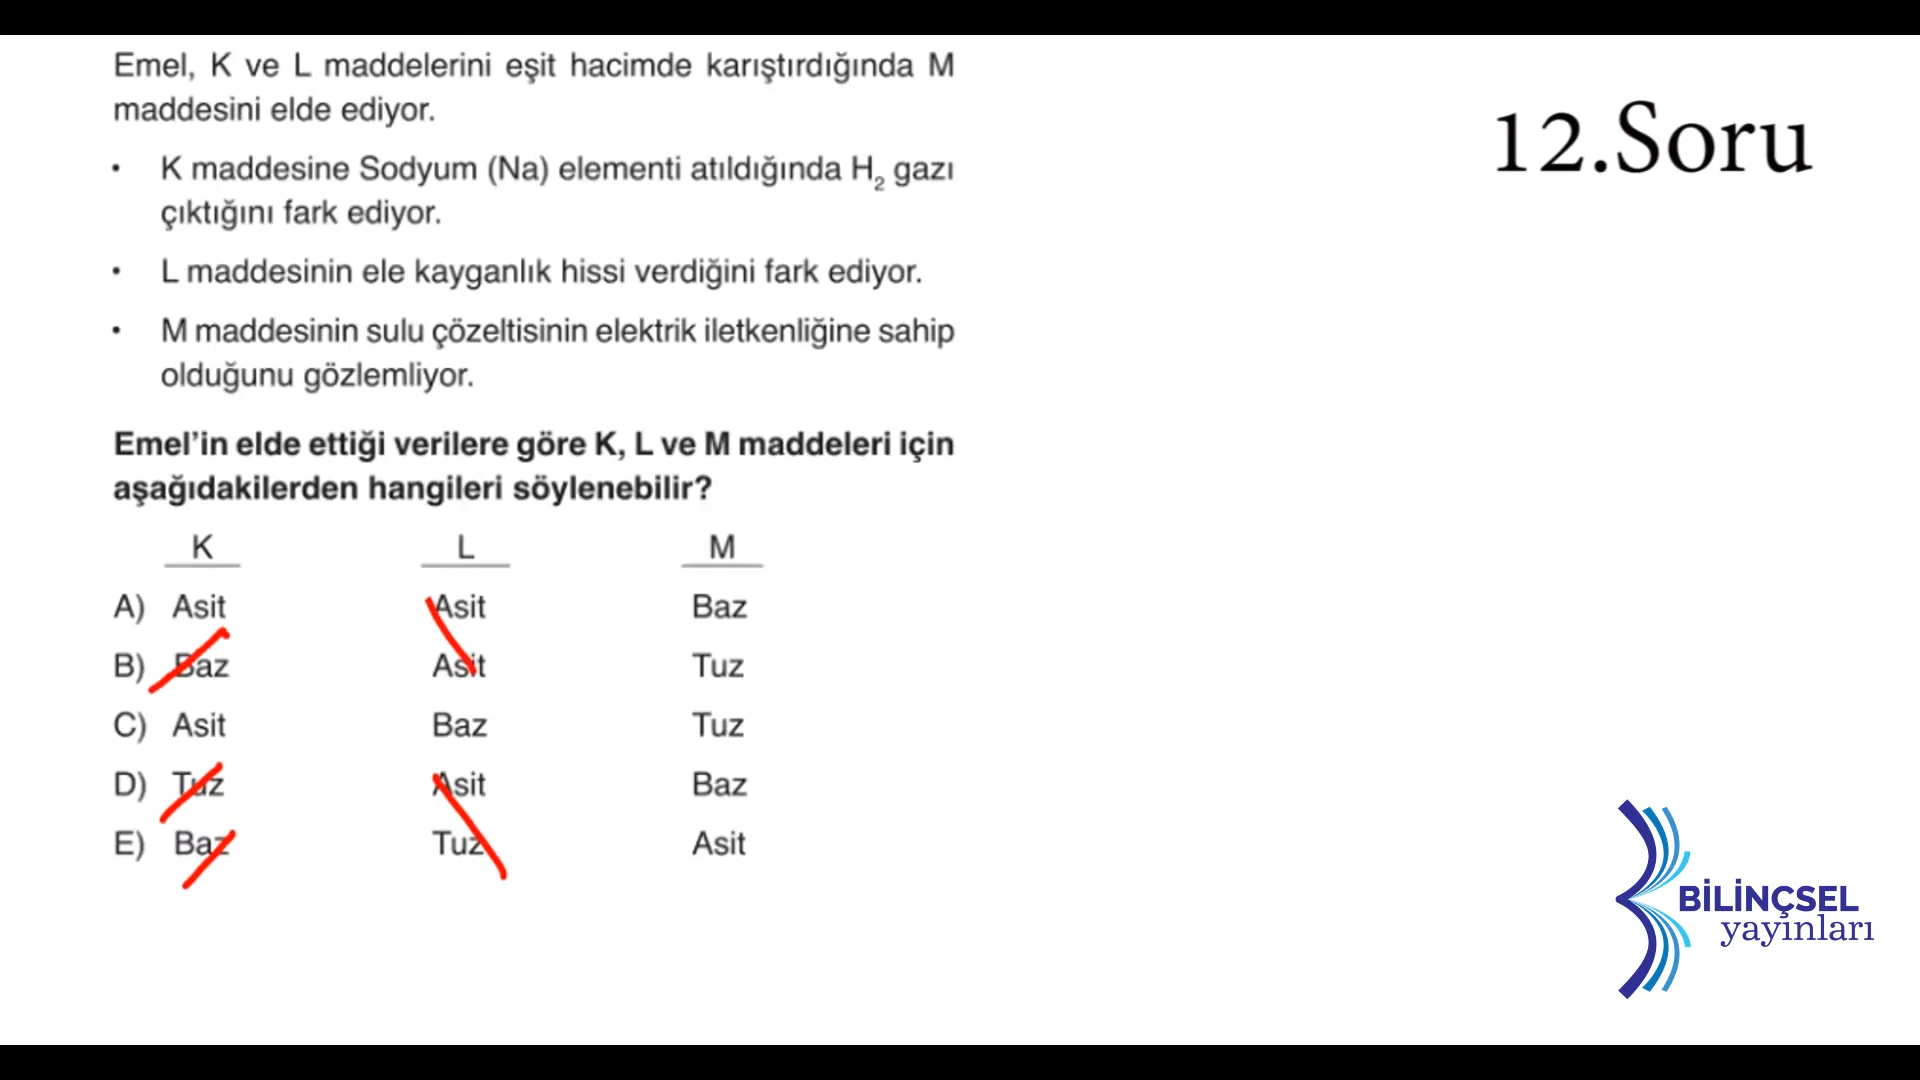 Emel, K ve L maddelerini eşit hacimde karıştırdığında M
maddesini elde ediyor.
12.Soru
• K maddesine Sodyum (Na) elementi atıldığında H₂ gazı
çıktığını fark ediyor.
• L maddesinin ele kayganlık hissi verdiğini fark ediyor.
• M maddesinin sulu çözeltisinin elektrik iletkenliğine sahip
olduğunu gözlemliyor.
Emel’in elde ettiği verilere göre K, L ve M maddeleri için
aşağıdakilerden hangileri söylenebilir?
K L M
A) Asit Asit Baz
B) Baz Asit Tuz
C) Asit Baz Tuz
D) Tuz Asit Baz
E) Baz Tuz Asit
BİLİNÇSEL
yayınları